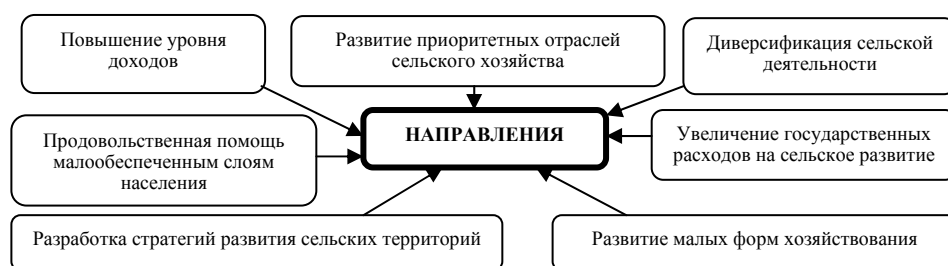 Повышение уровня
доходов
Развитие приоритетных отраслей
сельского хозяйства
Диверсификация сельской
деятельности
Продовольственная помощь
малообеспеченным слоям
населения
НАПРАВЛЕНИЯ
Увеличение государственных
расходов на сельское развитие
Разработка стратегий развития сельских территорий
Развитие малых форм хозяйствования